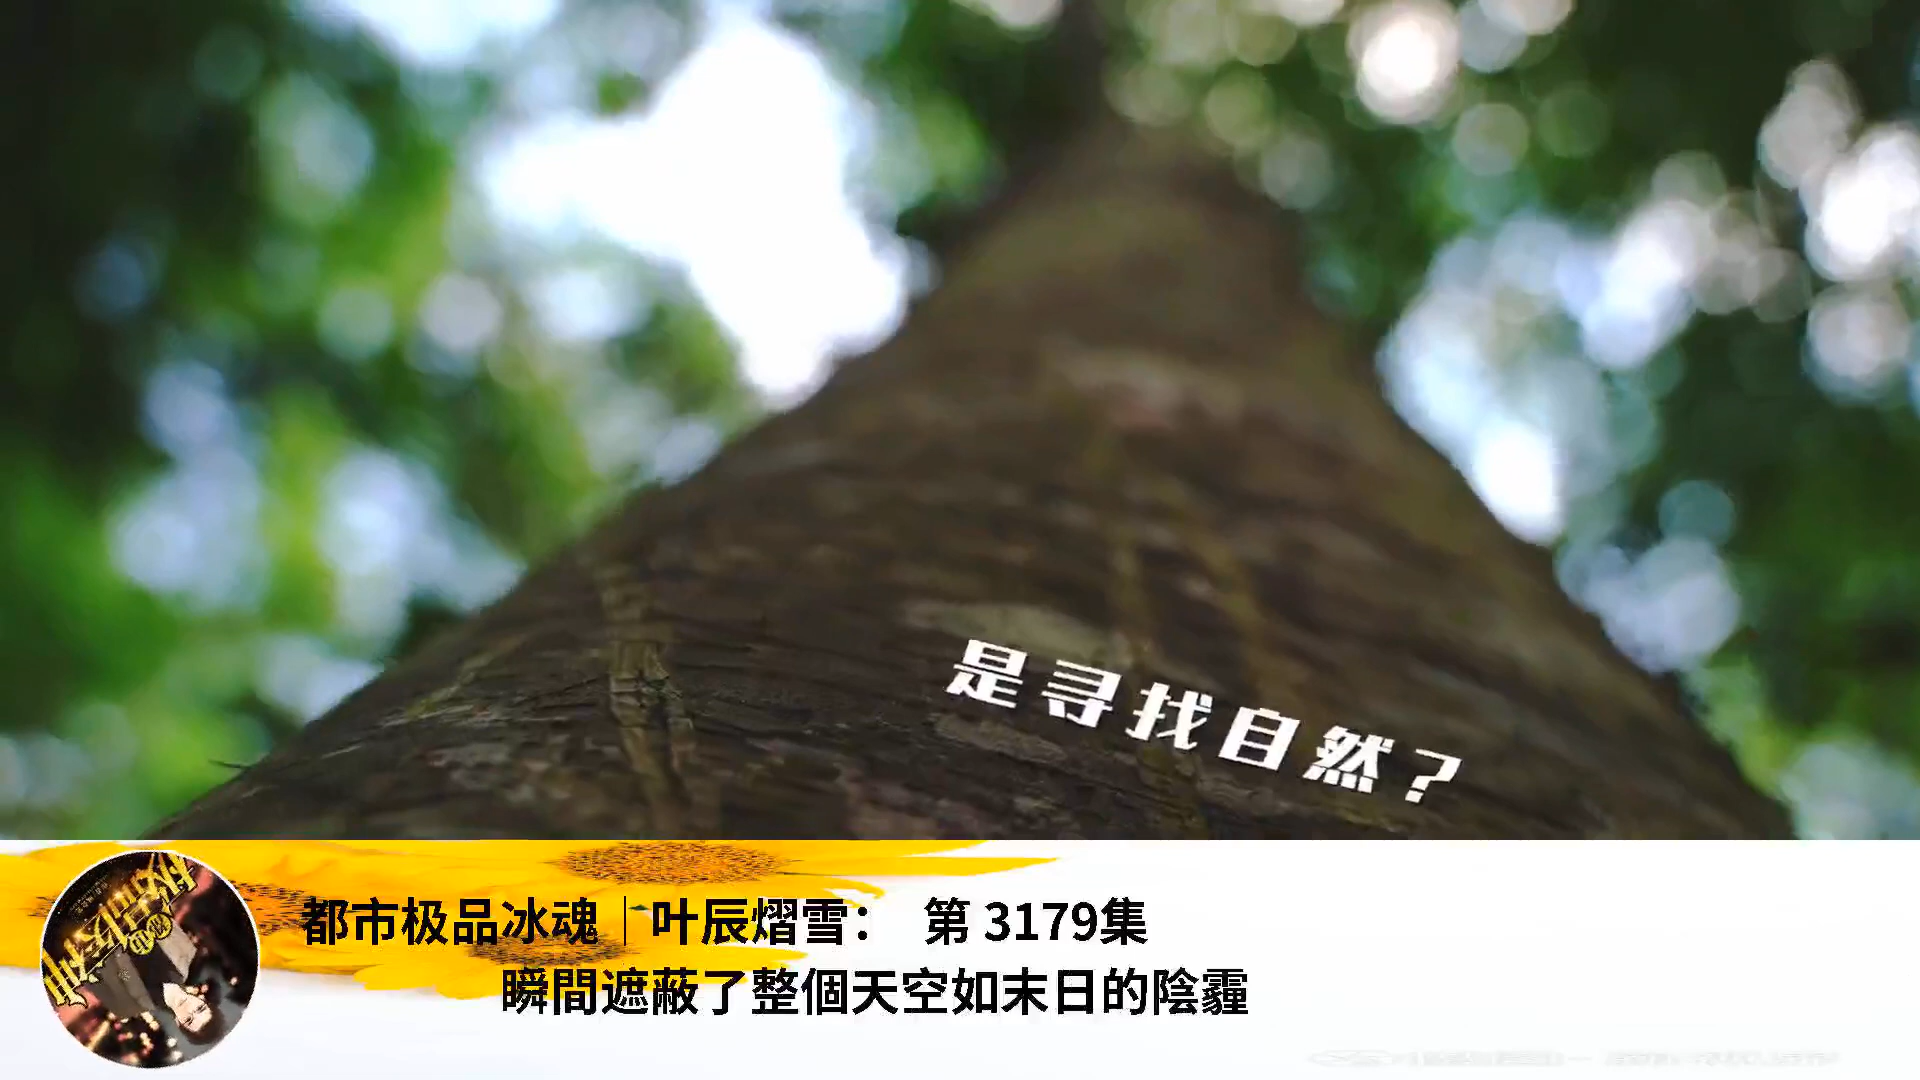 是寻找自然?
都市极品冰魂｜叶辰熠雪： 第 3179集
瞬間遮蔽了整個天空如末日的陰霾